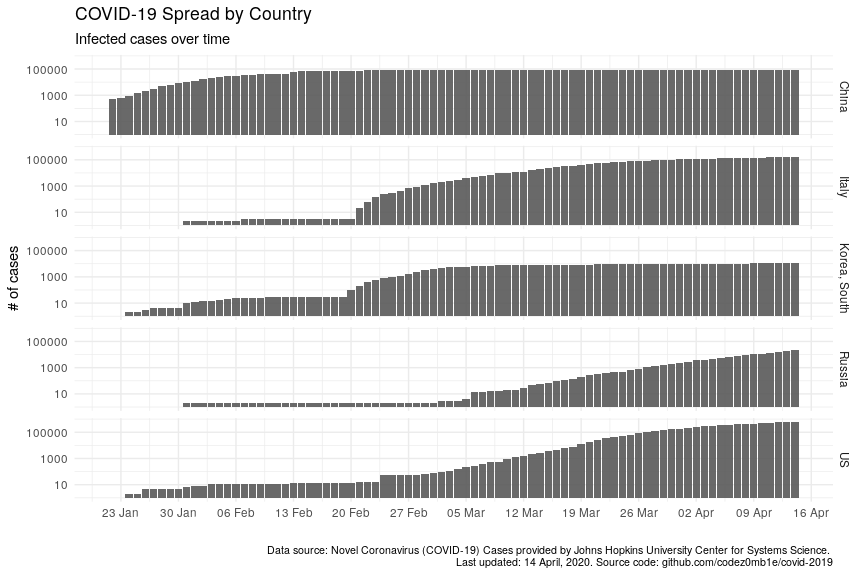 COVID-19 Spread by Country
Infected cases over time
# of cases
100000
1000
10
China
100000
1000
10
Italy
100000
1000
10
Korea, South
100000
1000
10
Russia
100000
1000
10
US
23 Jan 30 Jan 06 Feb 13 Feb 20 Feb 27 Feb 05 Mar 12 Mar 19 Mar 26 Mar 02 Apr 09 Apr 16 Apr
Data source: Novel Coronavirus (COVID-19) Cases provided by Johns Hopkins University Center for Systems Science.
Last updated: 14 April, 2020. Source code: github.com/codez0mb1e/covid-2019